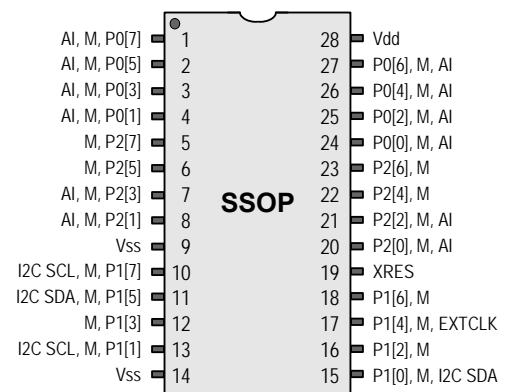 AI, M, P0[7] 1 28 Vdd
AI, M, P0[5] 2 27 P0[6], M, AI
AI, M, P0[3] 3 26 P0[4], M, AI
AI, M, P0[1] 4 25 P0[2], M, AI
M, P2[7] 5 24 P0[0], M, AI
M, P2[5] 6 23 P2[6], M
AI, M, P2[3] 7 22 P2[4], M
SSOP
AI, M, P2[1] 8 21 P2[2], M, AI
Vss 9 20 P2[0], M, AI
I2C SCL, M, P1[7] 10 19 XRES
I2C SDA, M, P1[5] 11 18 P1[6], M
M, P1[3] 12 17 P1[4], M, EXTCLK
I2C SCL, M, P1[1] 13 16 P1[2], M
Vss 14 15 P1[0], M, I2C SDA